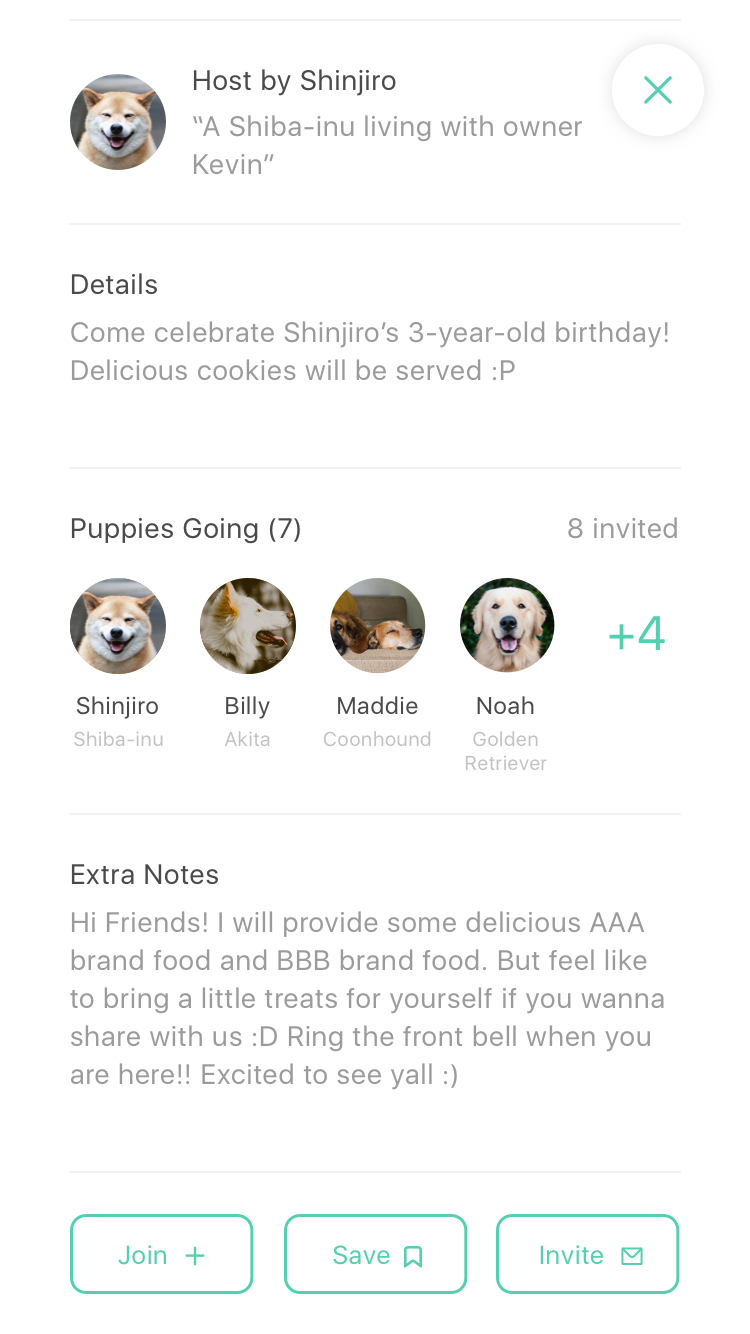 Host by Shinjiro
“A Shiba-inu living with owner
Kevin”
Details
Come celebrate Shinjiro’s 3-year-old birthday!
Delicious cookies will be served :P
Puppies Going (7)
8 invited
+4
Shinjiro
Billy
Maddie
Noah
Shiba-inu
Akita
Coonhound
Golden
Retriever
Extra Notes
Hi Friends! I will provide some delicious AAA
brand food and BBB brand food. But feel like
to bring a little treats for yourself if you wanna
share with us :D Ring the front bell when you
are here!! Excited to see yall :)
Join +
Save
Invite